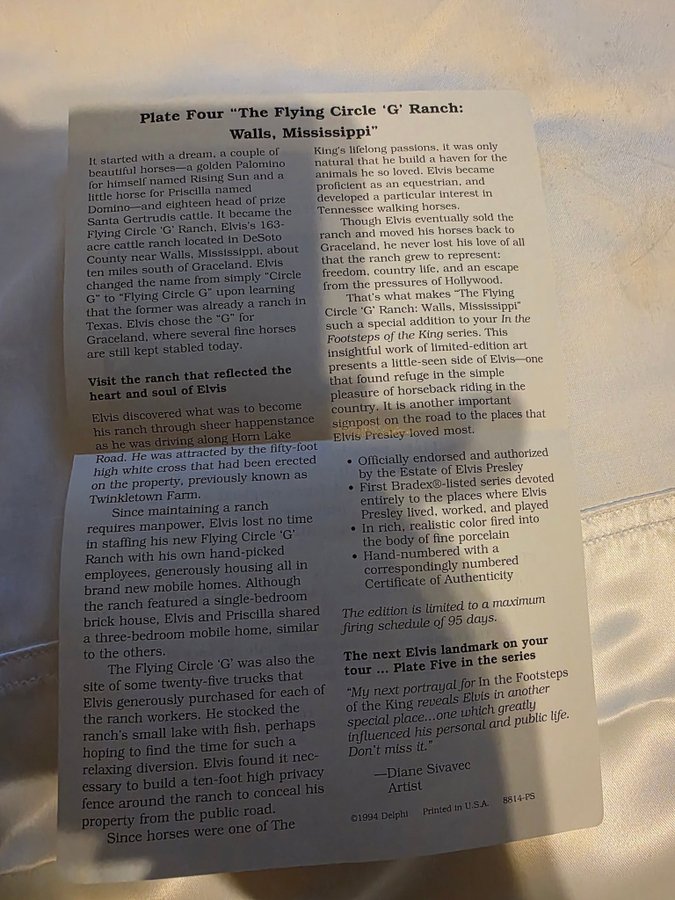 Plate Four "The Flying Circle 'G' Ranch:
Walls, Mississippi"
It started with a dream, a couple of
beautiful horses—a golden Palomino
for himself named Rising Sun and a
little horse for Priscilla named
Domino—and eighteen head of prize
Santa Gertrudis cattle. It became the
Flying Circle 'G' Ranch, Elvis's 163-
acre cattle ranch located in DeSoto
County near Walls, Mississippi, about
ten miles south of Graceland. Elvis
changed the name from simply "Circle
G" to "Flying Circle G" upon learning
that the former was already a ranch in
Texas. Elvis chose the "G" for
Graceland, where several fine horses
are still kept stabled today.
Visit the ranch that reflected the
heart and soul of Elvis
Elvis discovered what was to become
his ranch through sheer happenstance
as he was driving along Horn Lake
Road. He was attracted by the fifty-foot
high white cross that had been erected
on the property, previously known as
Twinkletown Farm.
Since maintaining a ranch
requires manpower, Elvis lost no time
in staffing his new Flying Circle 'G'
Ranch with his own hand-picked
employees, generously housing all in
brand new mobile homes. Although
the ranch featured a single-bedroom
brick house, Elvis and Priscilla shared
a three-bedroom mobile home, similar
to the others.
The Flying Circle 'G' was also the
site of some twenty-five trucks that
Elvis generously purchased for each of
the ranch workers. He stocked the
ranch's small lake with fish, perhaps
hoping to find the time for such a
relaxing diversion. Elvis found it nec-
essary to build a ten-foot high privacy
fence around the ranch to conceal his
property from the public road.
Since horses were one of The
King's lifelong passions, it was only
natural that he build a haven for the
animals he so loved. Elvis became
proficient as an equestrian, and
developed a particular interest in
Tennessee walking horses.
Though Elvis eventually sold the
ranch and moved his horses back to
Graceland, he never lost his love of all
that the ranch grew to represent:
freedom, country life, and an escape
from the pressures of Hollywood.
That's what makes "The Flying
Circle 'G' Ranch: Walls, Mississippi"
such a special addition to your In the
Footsteps of the King series. This
insightful work of limited-edition art
presents a little-seen side of Elvis—one
that found refuge in the simple
pleasure of horseback riding in the
country. It is another important
signpost on the road to the places that
Elvis Presley loved most.
• Officially endorsed and authorized
by the Estate of Elvis Presley
• First Bradex®-listed series devoted
entirely to the places where Elvis
Presley lived, worked, and played
• In rich, realistic color fired into
the body of fine porcelain
• Hand-numbered with a
correspondingly numbered
Certificate of Authenticity
The edition is limited to a maximum
firing schedule of 95 days.
The next Elvis landmark on your
tour ... Plate Five in the series
"My next portrayal for In the Footsteps
of the King reveals Elvis in another
special place...one which greatly
influenced his personal and public life.
Don't miss it."
—Diane Sivavec
Artist
©1994 Delphi Printed in U.S.A. 8814-PS